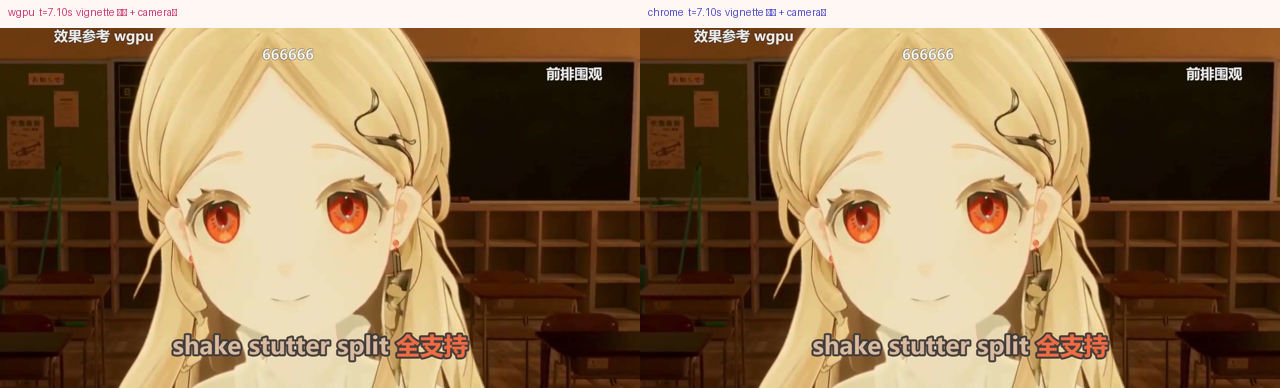 wgpu t=7.10s vignette + camera
chrome t=7.10s vignette + camera
效果参考 wgpu
666666
前排围观
shake stutter split 全支持
效果参考 wgpu
666666
前排围观
shake stutter split 全支持